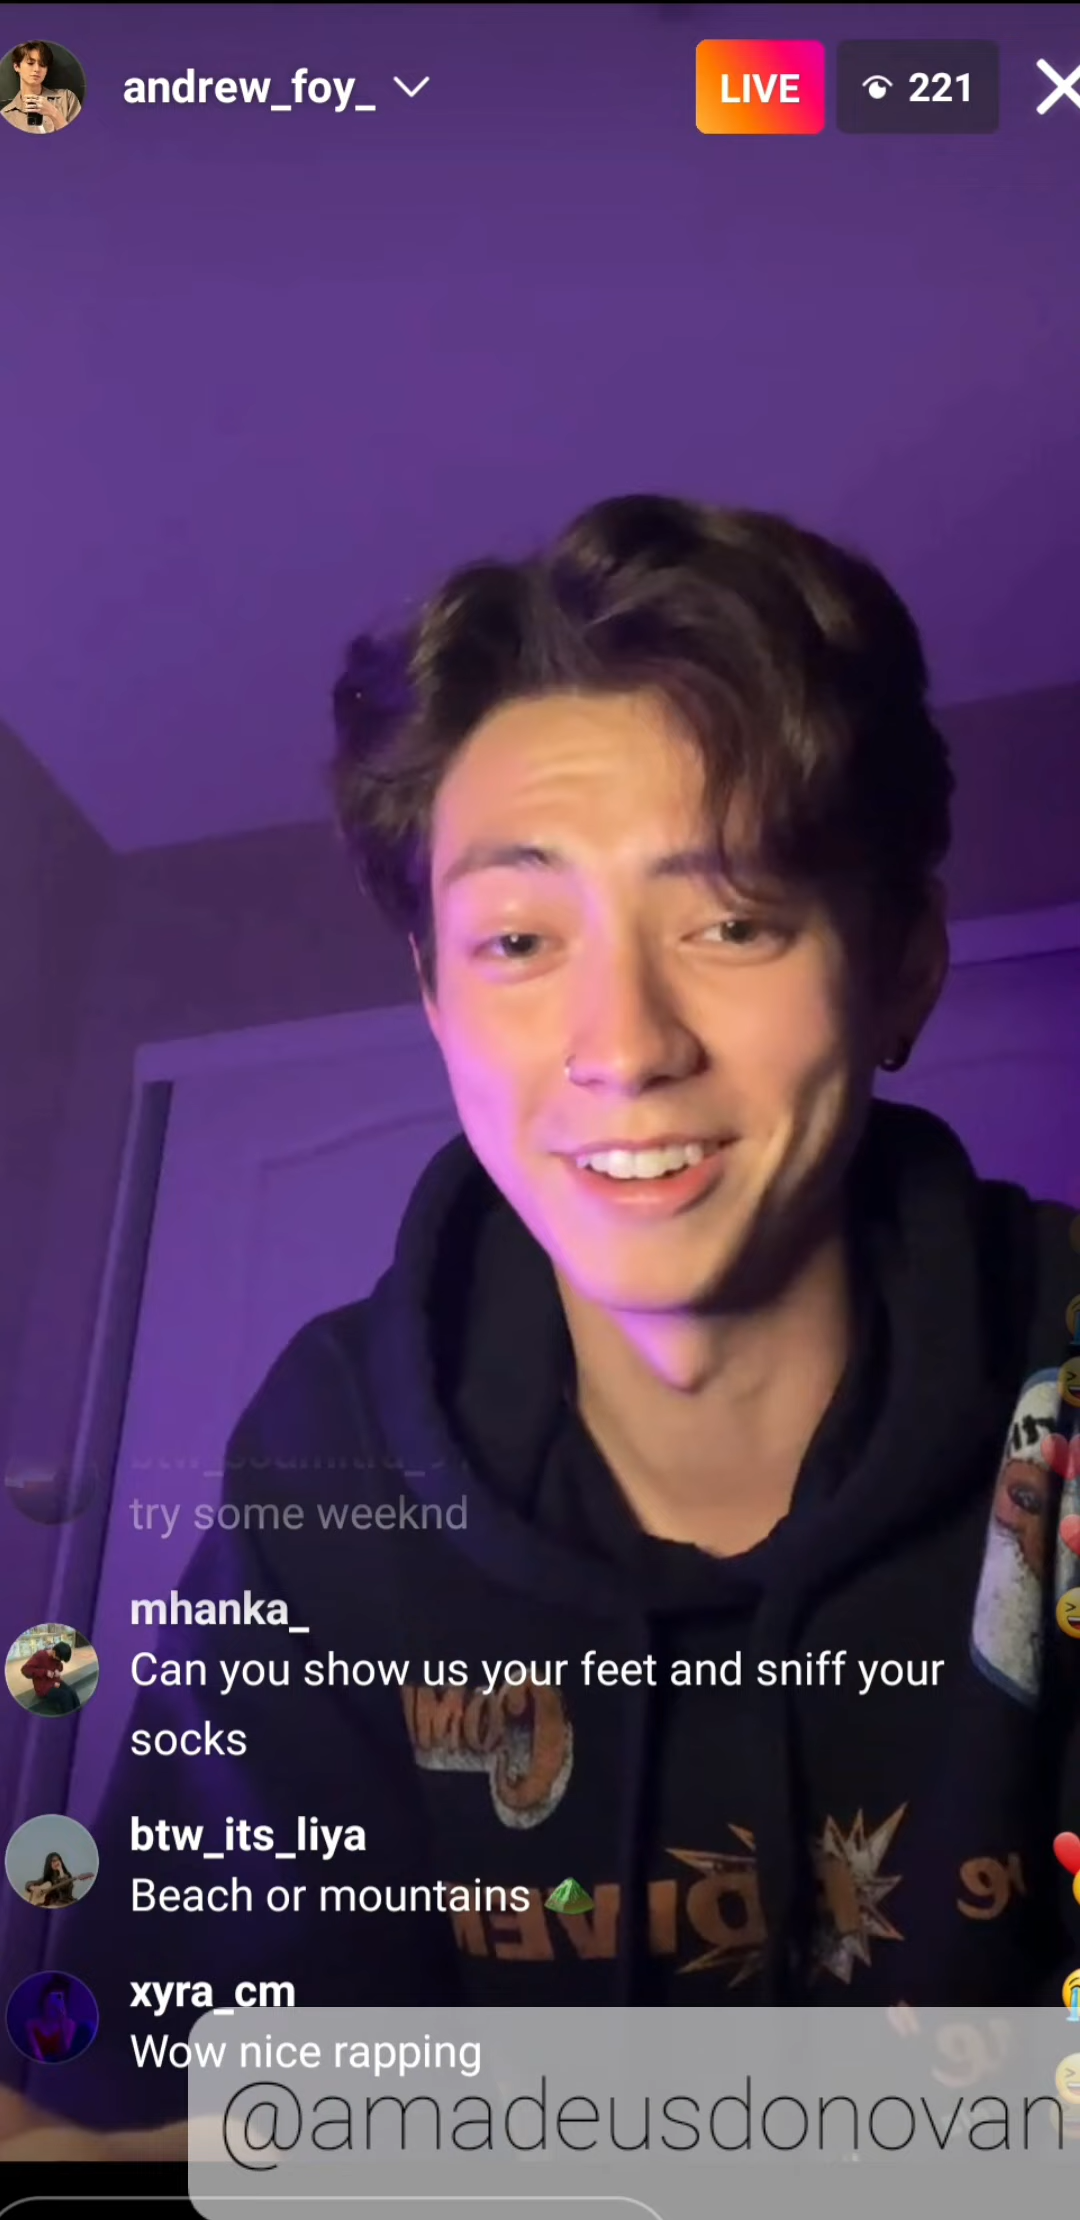 andrew_foy_
LIVE
221
try some weeknd
mhanka_
Can you show us your feet and sniff your
socks
btw_its_liya
Beach or mountains
xyra_cm
Wow nice rapping
@amadeusdonovan